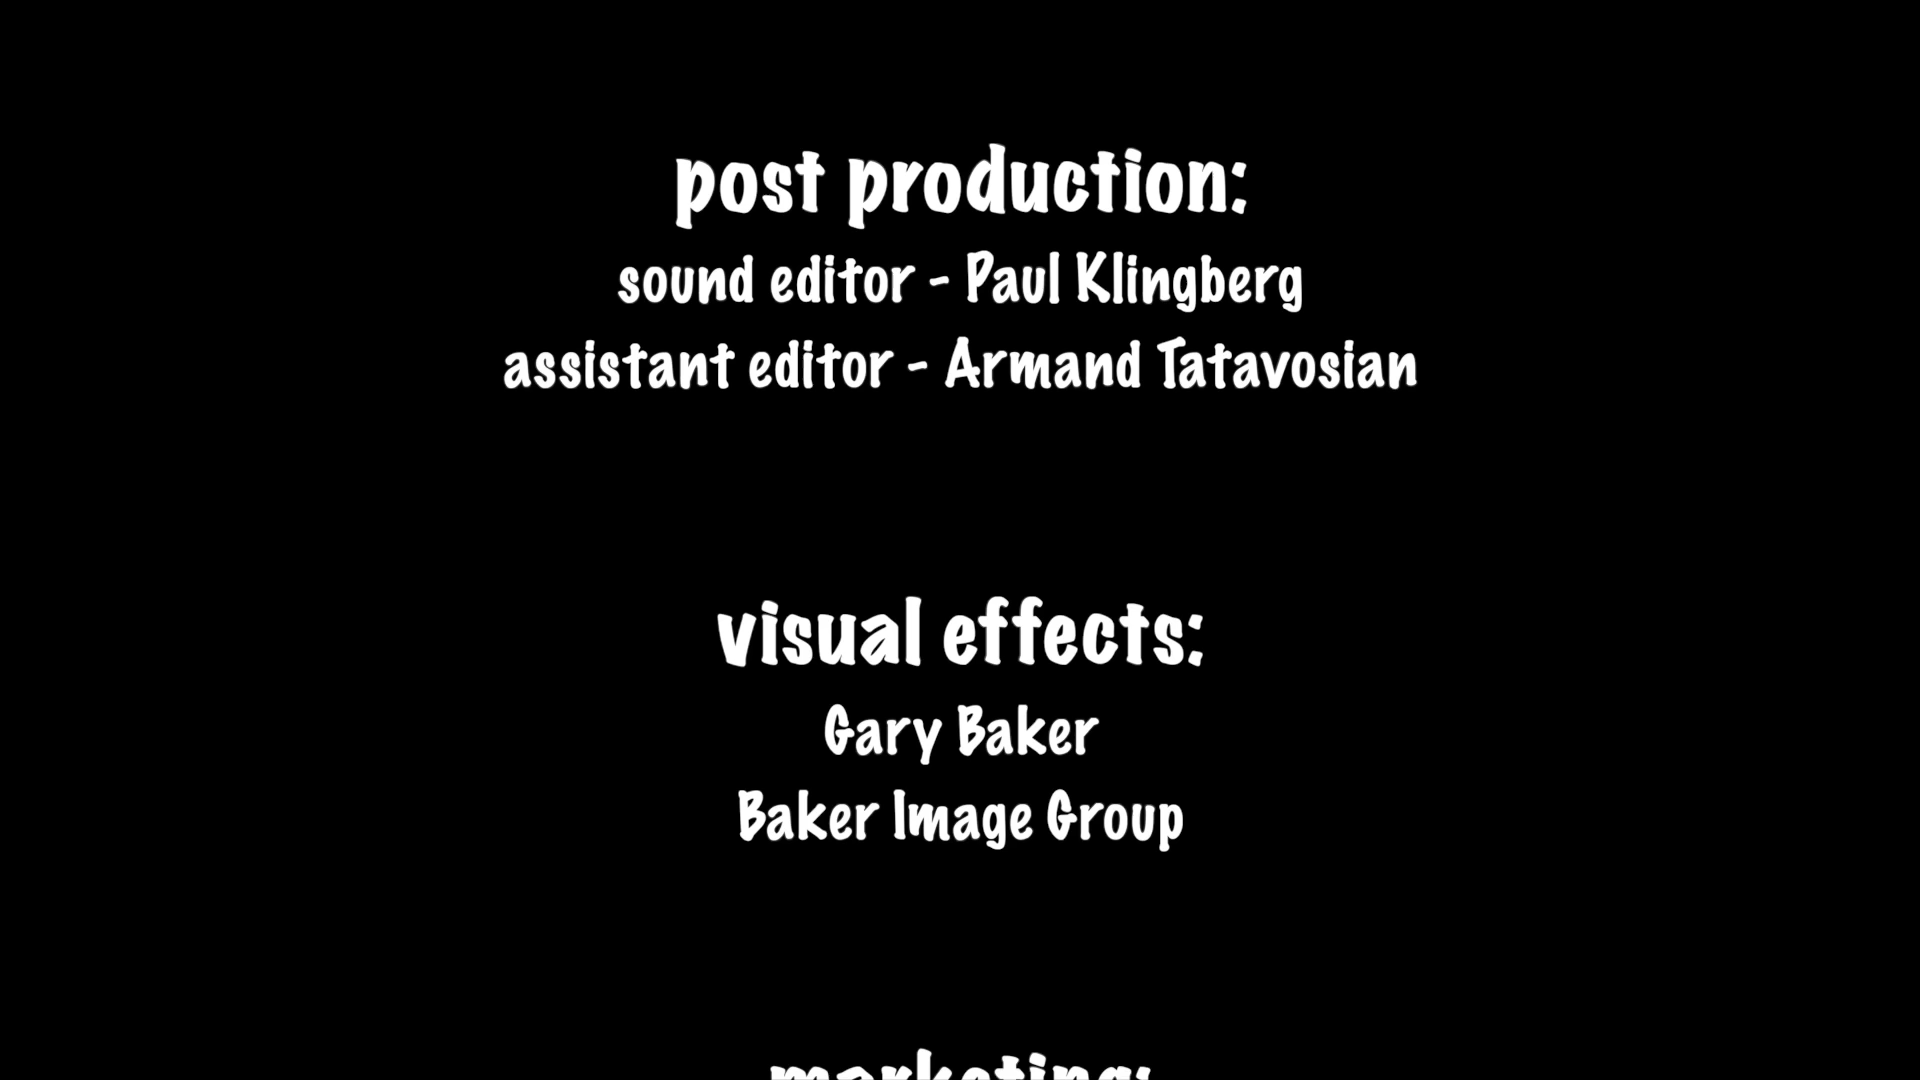 post production:
sound editor - Paul Klingberg
assistant editor - Armand Tatavosian
visual effects:
Gary Baker
Baker Image Group
marketing: